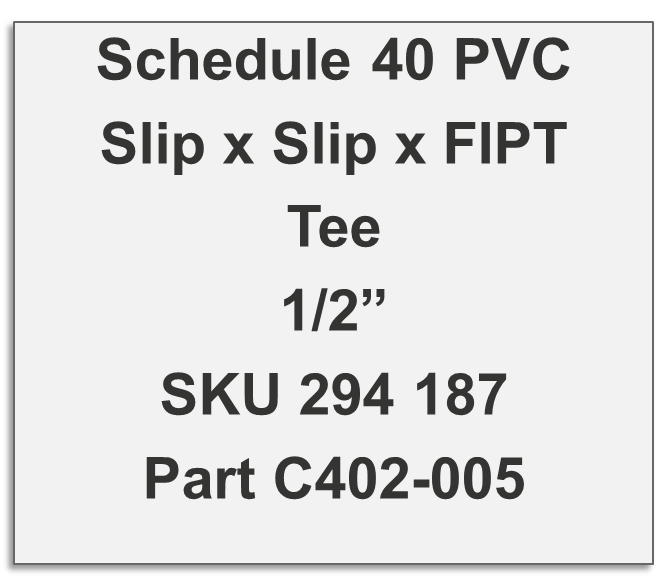 Schedule 40 PVC
Slip x Slip x FIPT
Tee
1/2”
SKU 294 187
Part C402-005